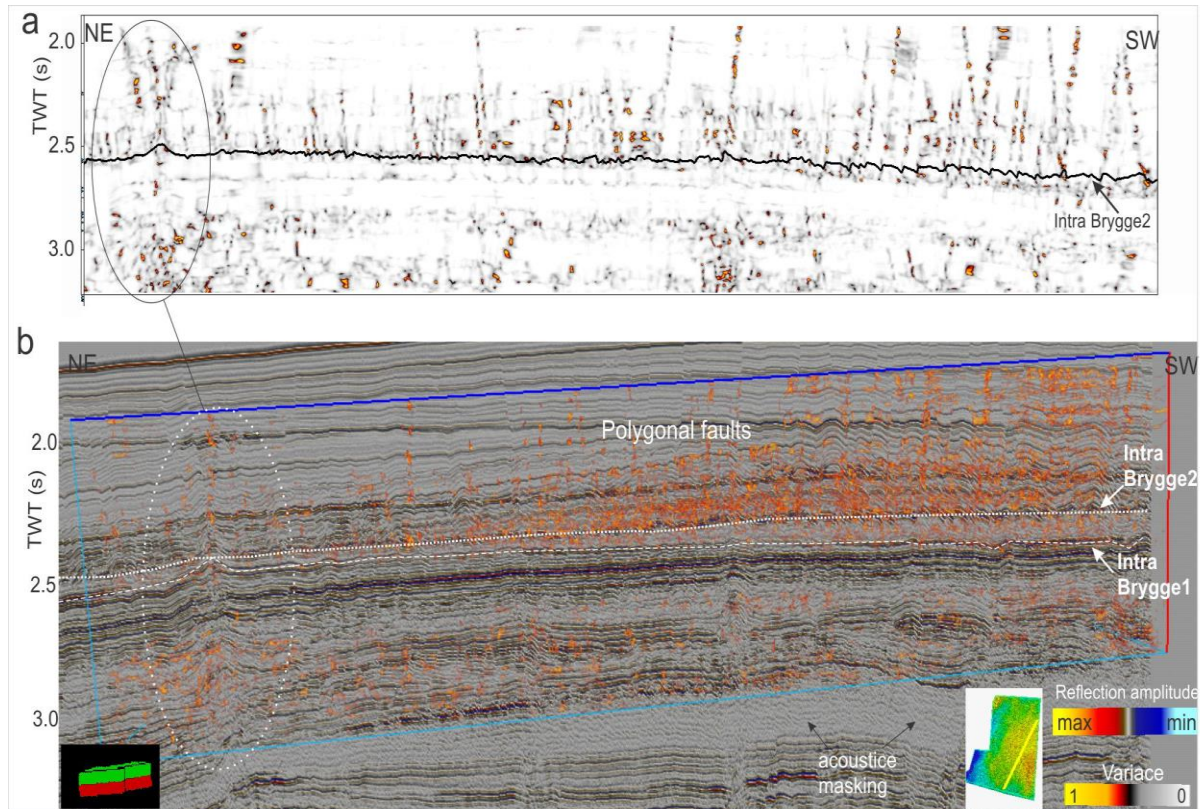 a
NE
SW
2.0
TWT (s)
2.5
3.0
Intra Brygge2
b
NE
SW
2.0
Polygonal faults
Intra
Brygge2
TWT (s)
2.5
Intra
Brygge1
3.0
acoustice
masking
Reflection amplitude
max
min
Variace
1
0